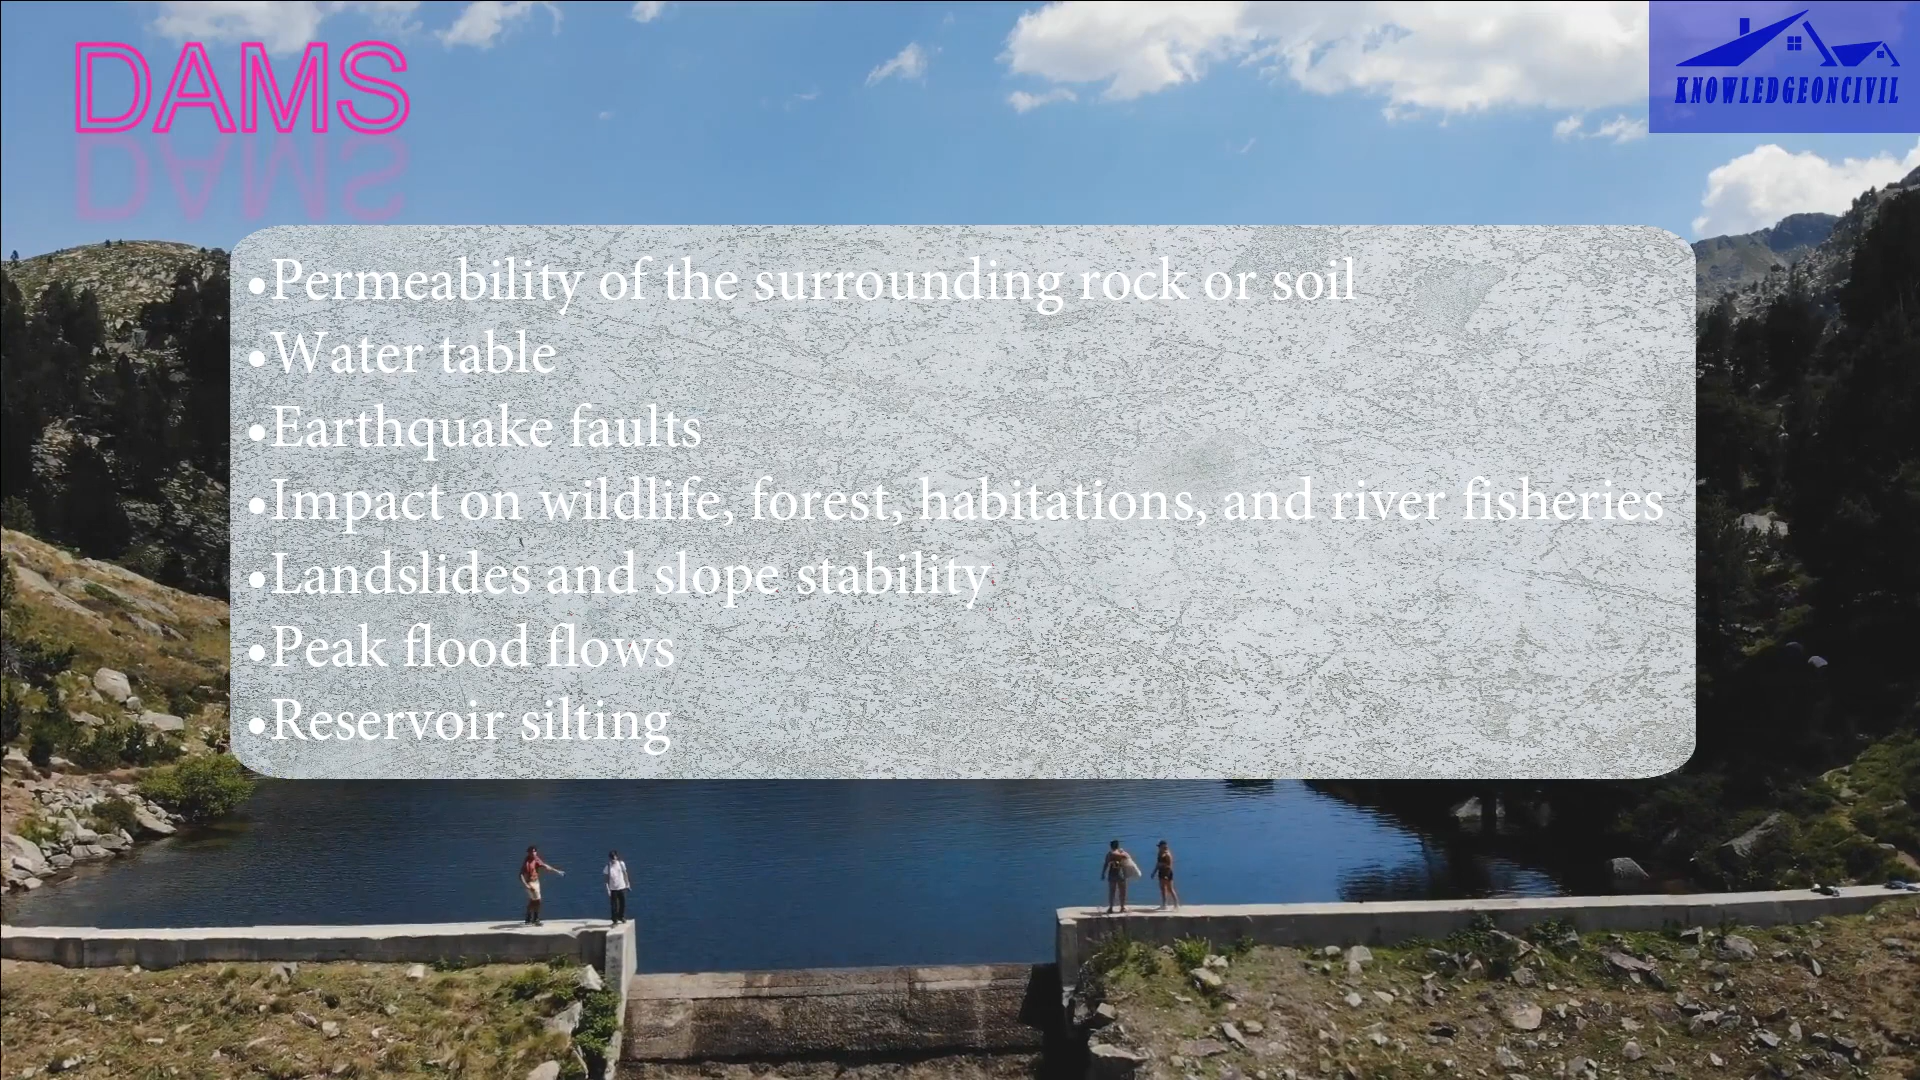 DAMS
KNOWLEDGEONCIVIL
•Permeability of the surrounding rock or soil
•Water table
•Earthquake faults
•Impact on wildlife, forest, habitations, and river fisheries
•Landslides and slope stability
•Peak flood flows
•Reservoir silting